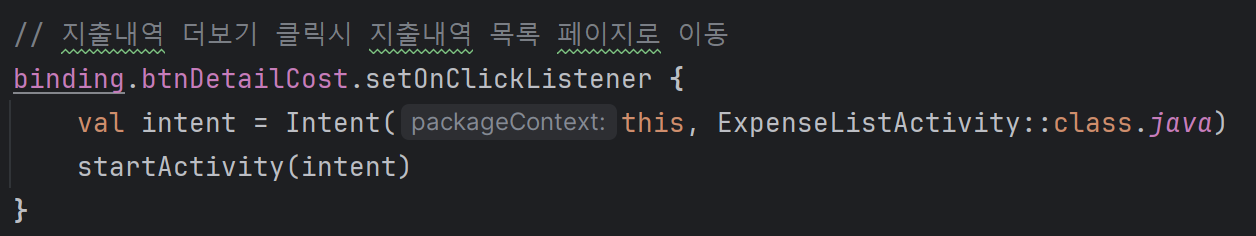 // 지출내역 더보기 클릭시 지출내역 목록 페이지로 이동
binding.btnDetailCost.setOnClickListener {
    val intent = Intent( packageContext: this, ExpenseListActivity::class.java)
    startActivity(intent)
}